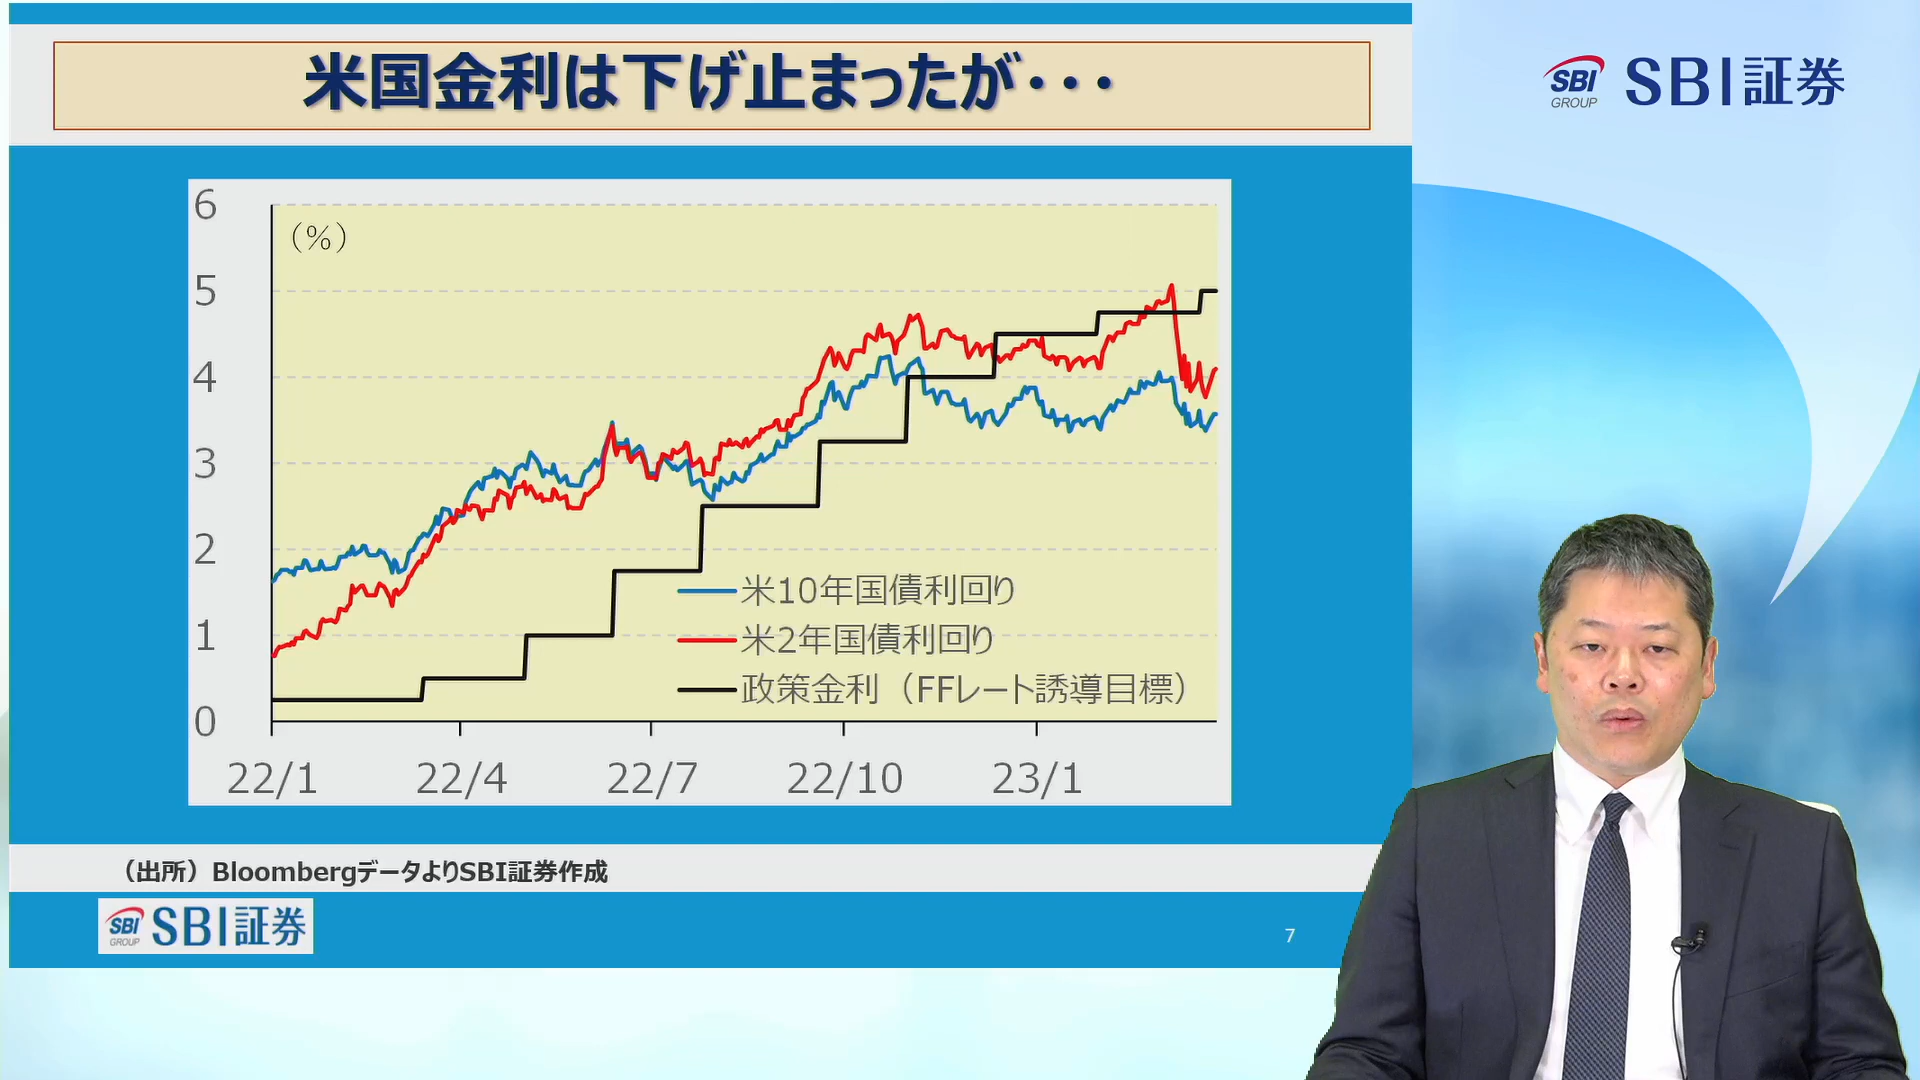 米国金利は下げ止まったが・・・
SBI
GROUP
SBI証券
6
(%)
5
4
3
2
1
0
米10年国債利回り
米2年国債利回り
政策金利（FFレート誘導目標）
22/1 22/4 22/7 22/10 23/1
（出所）BloombergデータよりSBI証券作成
SBI
GROUP
SBI証券
7